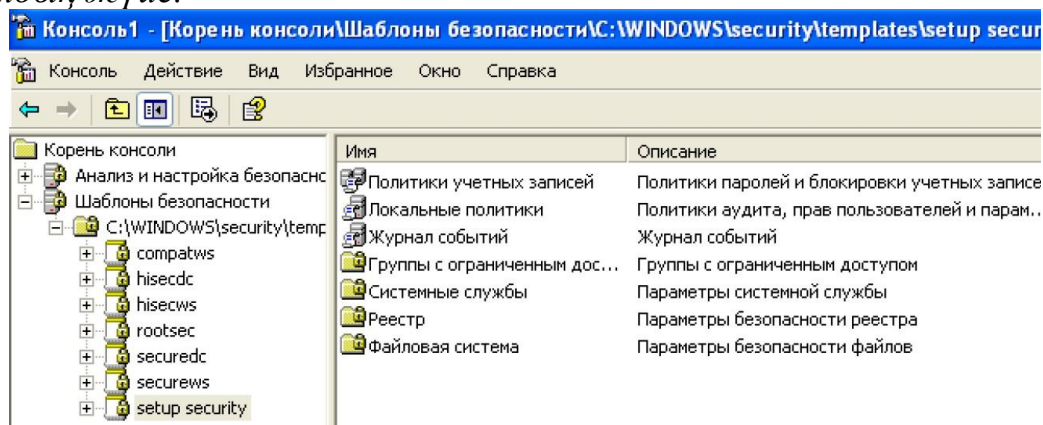 Консоль1 - [Корень консоли\Шаблоны безопасности\C:\WINDOWS\security\templates\setup secur
Консоль Действие Вид Избранное Окно Справка
Корень консоли
Анализ и настройка безопаснс
Шаблоны безопасности
C:\WINDOWS\security\temp
compatws
hisecdc
hisecws
rootsec
securedc
securews
setup security
Имя Описание
Политики учетных записей Политики паролей и блокировки учетных записе
Локальные политики Политики аудита, прав пользователей и парам...
Журнал событий Журнал событий
Группы с ограниченным дос... Группы с ограниченным доступом
Системные службы Параметры системной службы
Реестр Параметры безопасности реестра
Файловая система Параметры безопасности файлов